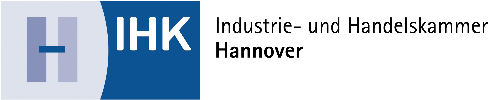 H IHK
Industrie- und Handelskammer
Hannover